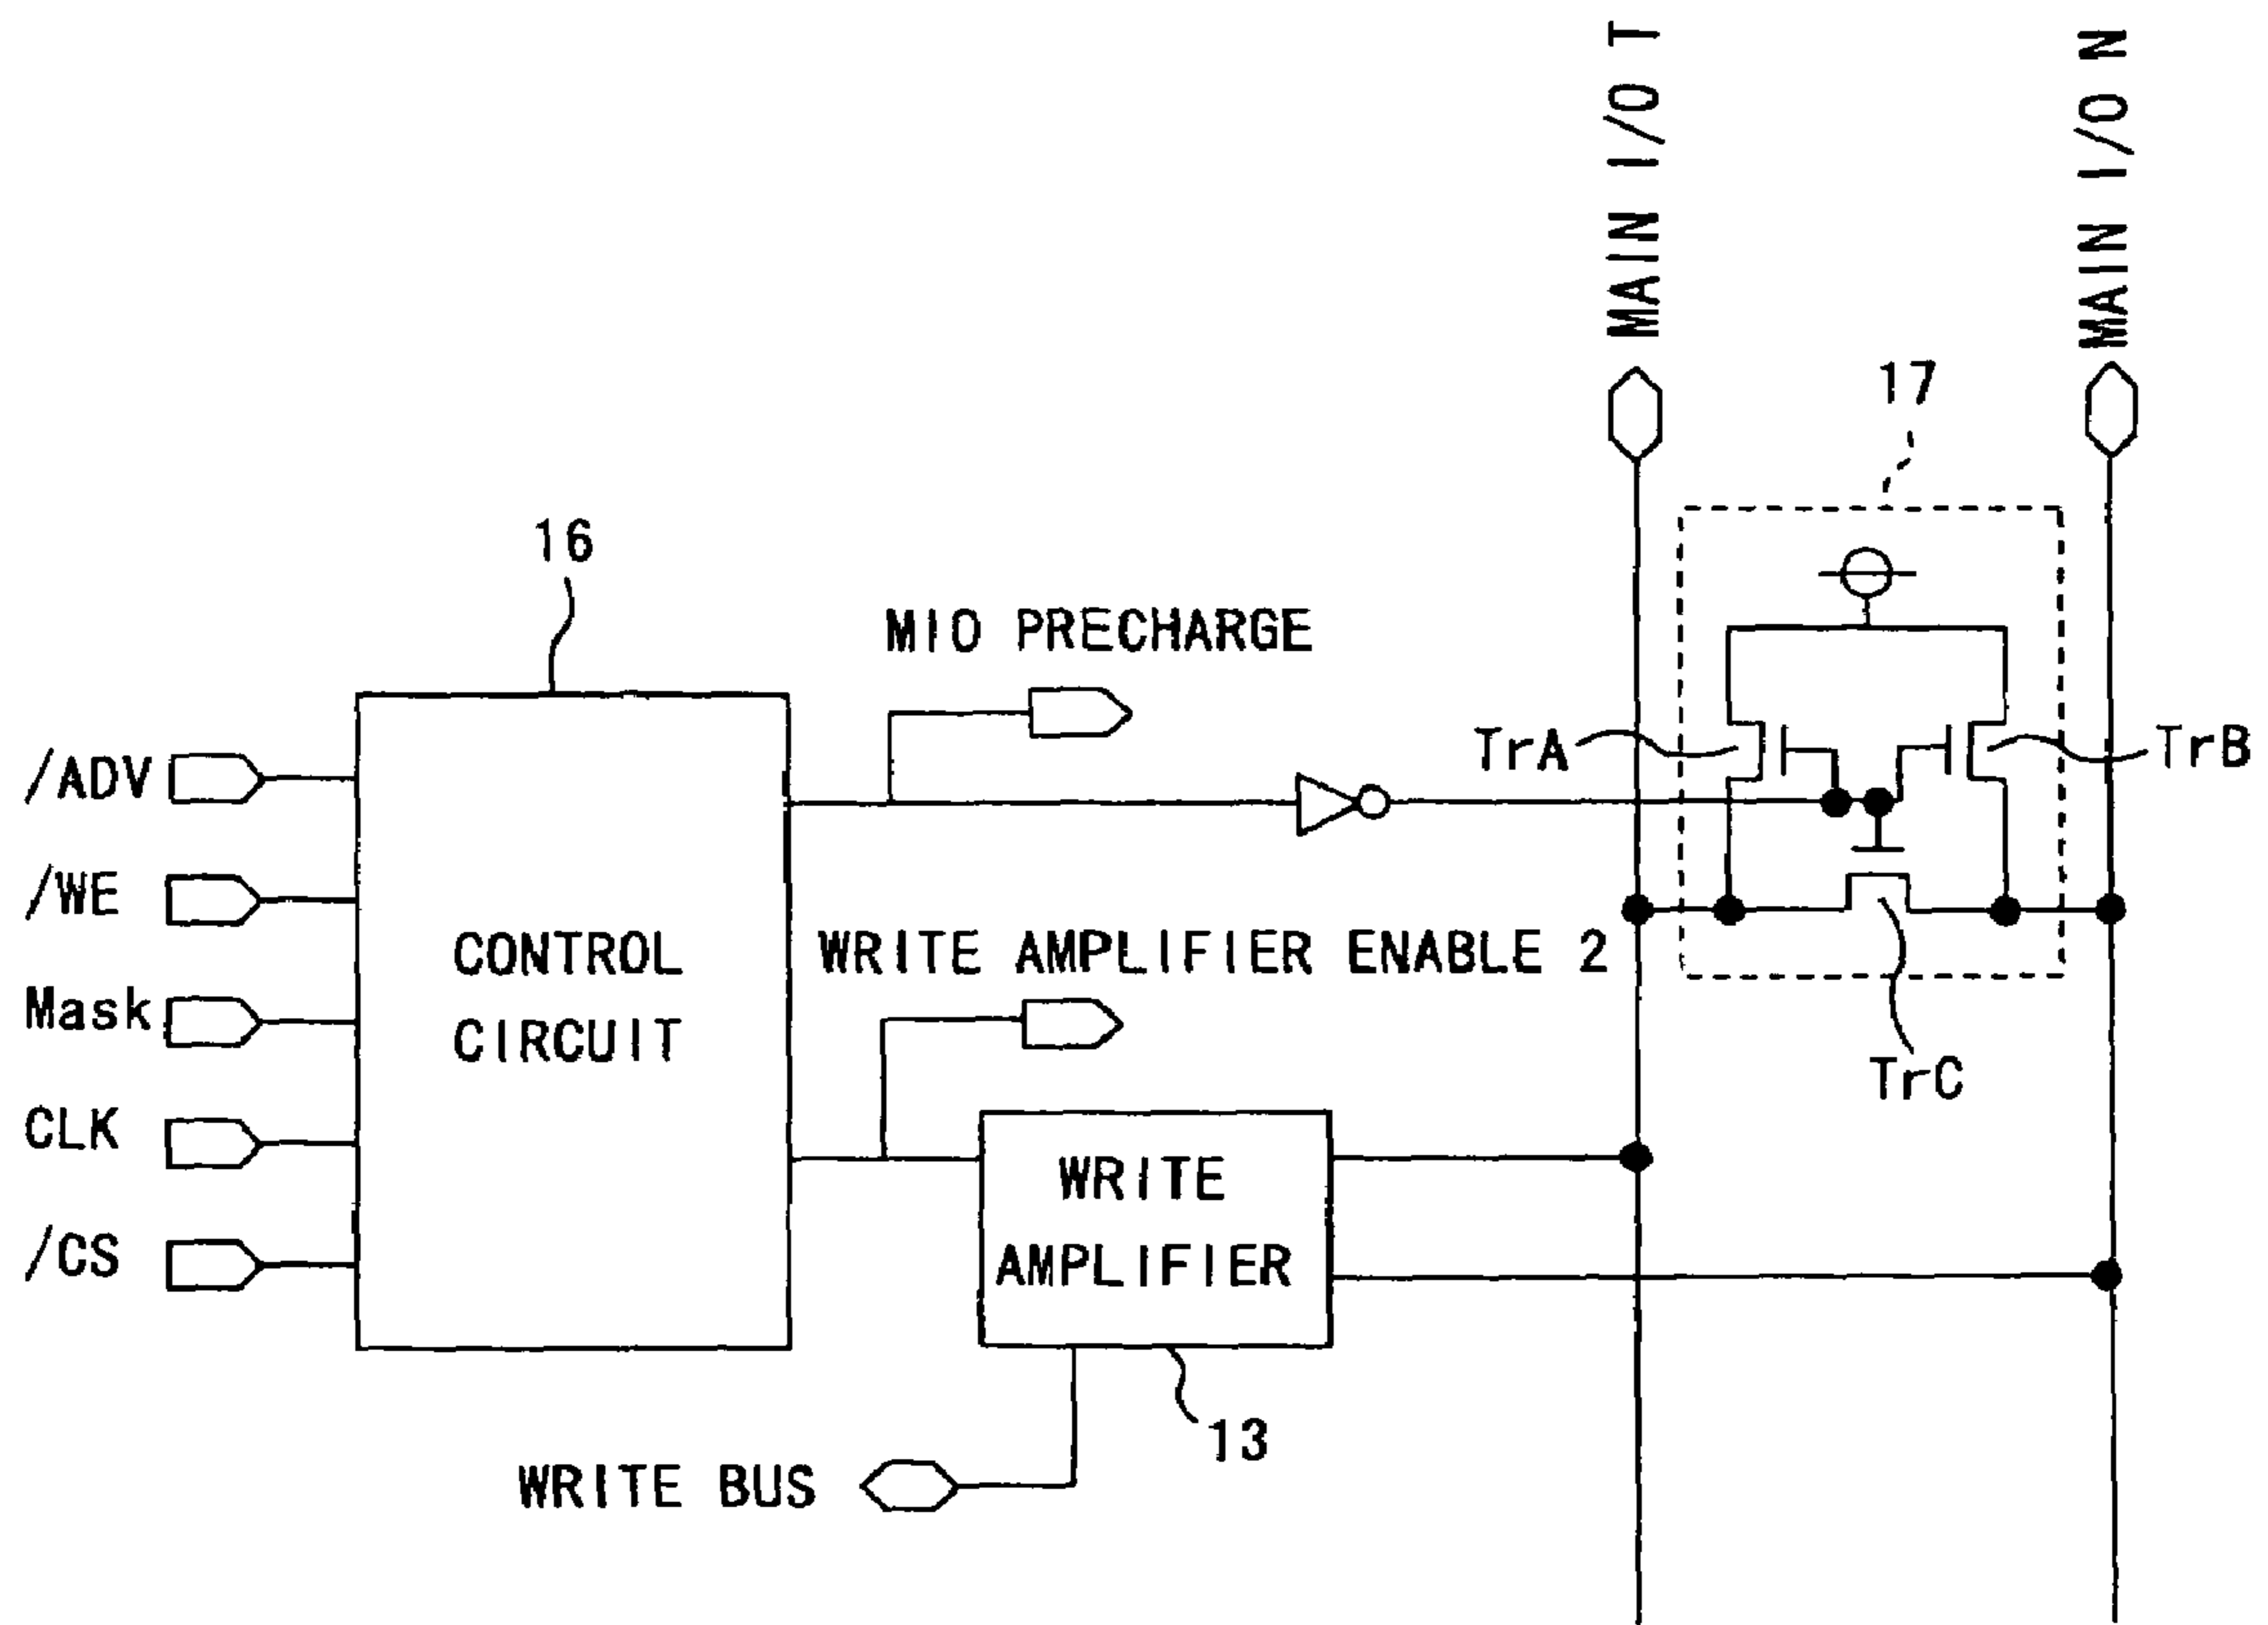 MAIN I/O T
MAIN I/O N
17
16
MIO PRECHARGE
TrA
TrB
/ADV
/WE
CONTROL
CIRCUIT
WRITE AMPLIFIER ENABLE 2
Mask
TrC
CLK
WRITE
AMPLIFIER
/CS
13
WRITE BUS